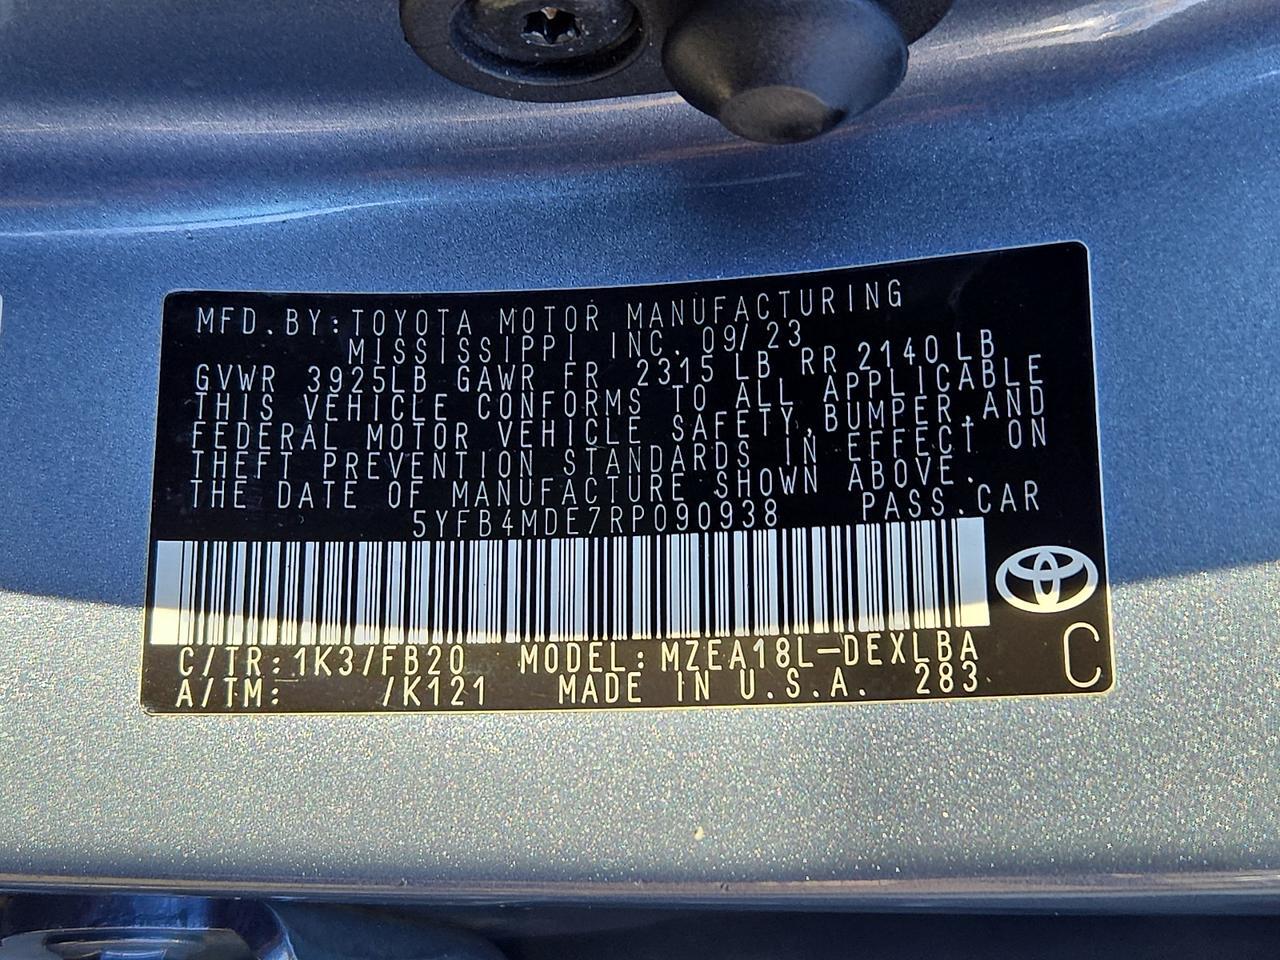 MFD.BY:TOYOTA MOTOR MANUFACTURING
MISSISSIPPI INC. 09/23
GVWR 3925LB GAWR FR 2315 LB RR 2140 LB
THIS VEHICLE CONFORMS TO ALL APPLICABLE
FEDERAL MOTOR VEHICLE SAFETY,BUMPER,AND
THEFT PREVENTION STANDARDS IN EFFECT ON
THE DATE OF MANUFACTURE SHOWN ABOVE.
5YFB4MDE7RP090938 PASS.CAR
C/TR:1K3/FB20 MODEL:MZEA18L-DEXLBA
A/TM: /K121 MADE IN U.S.A. 283
C